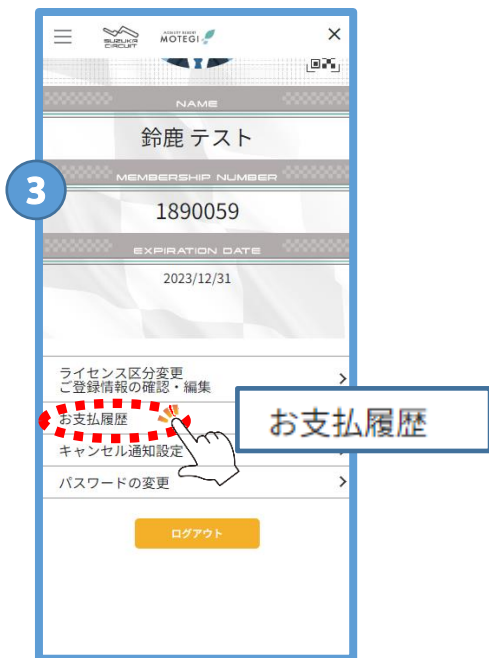 SUZUKA
CIRCUIT
MOBILITY RESORT
MOTEGI
×
NAME
鈴鹿 テスト
3
MEMBERSHIP NUMBER
1890059
EXPIRATION DATE
2023/12/31
ライセンス区分変更
ご登録情報の確認・編集
お支払履歴
お支払履歴
キャンセル通知設定
パスワードの変更
ログアウト